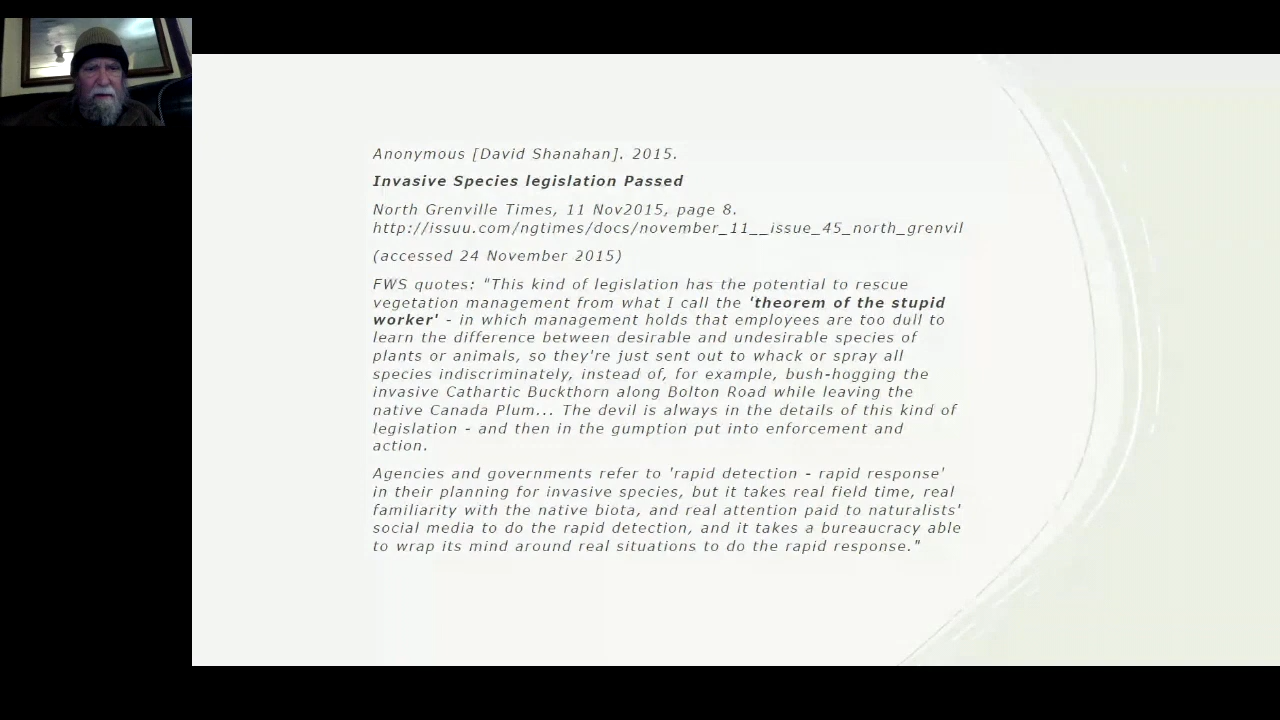 Anonymous [David Shanahan]. 2015.
Invasive Species legislation Passed
North Grenville Times, 11 Nov2015, page 8.
http://issuu.com/ngtimes/docs/november_11__issue_45_north_grenvil
(accessed 24 November 2015)
FWS quotes: "This kind of legislation has the potential to rescue
vegetation management from what I call the 'theorem of the stupid
worker' - in which management holds that employees are too dull to
learn the difference between desirable and undesirable species of
plants or animals, so they're just sent out to whack or spray all
species indiscriminately, instead of, for example, bush-hogging the
invasive Cathartic Buckthorn along Bolton Road while leaving the
native Canada Plum... The devil is always in the details of this kind of
legislation - and then in the gumption put into enforcement and
action.
Agencies and governments refer to 'rapid detection - rapid response'
in their planning for invasive species, but it takes real field time, real
familiarity with the native biota, and real attention paid to naturalists'
social media to do the rapid detection, and it takes a bureaucracy able
to wrap its mind around real situations to do the rapid response."